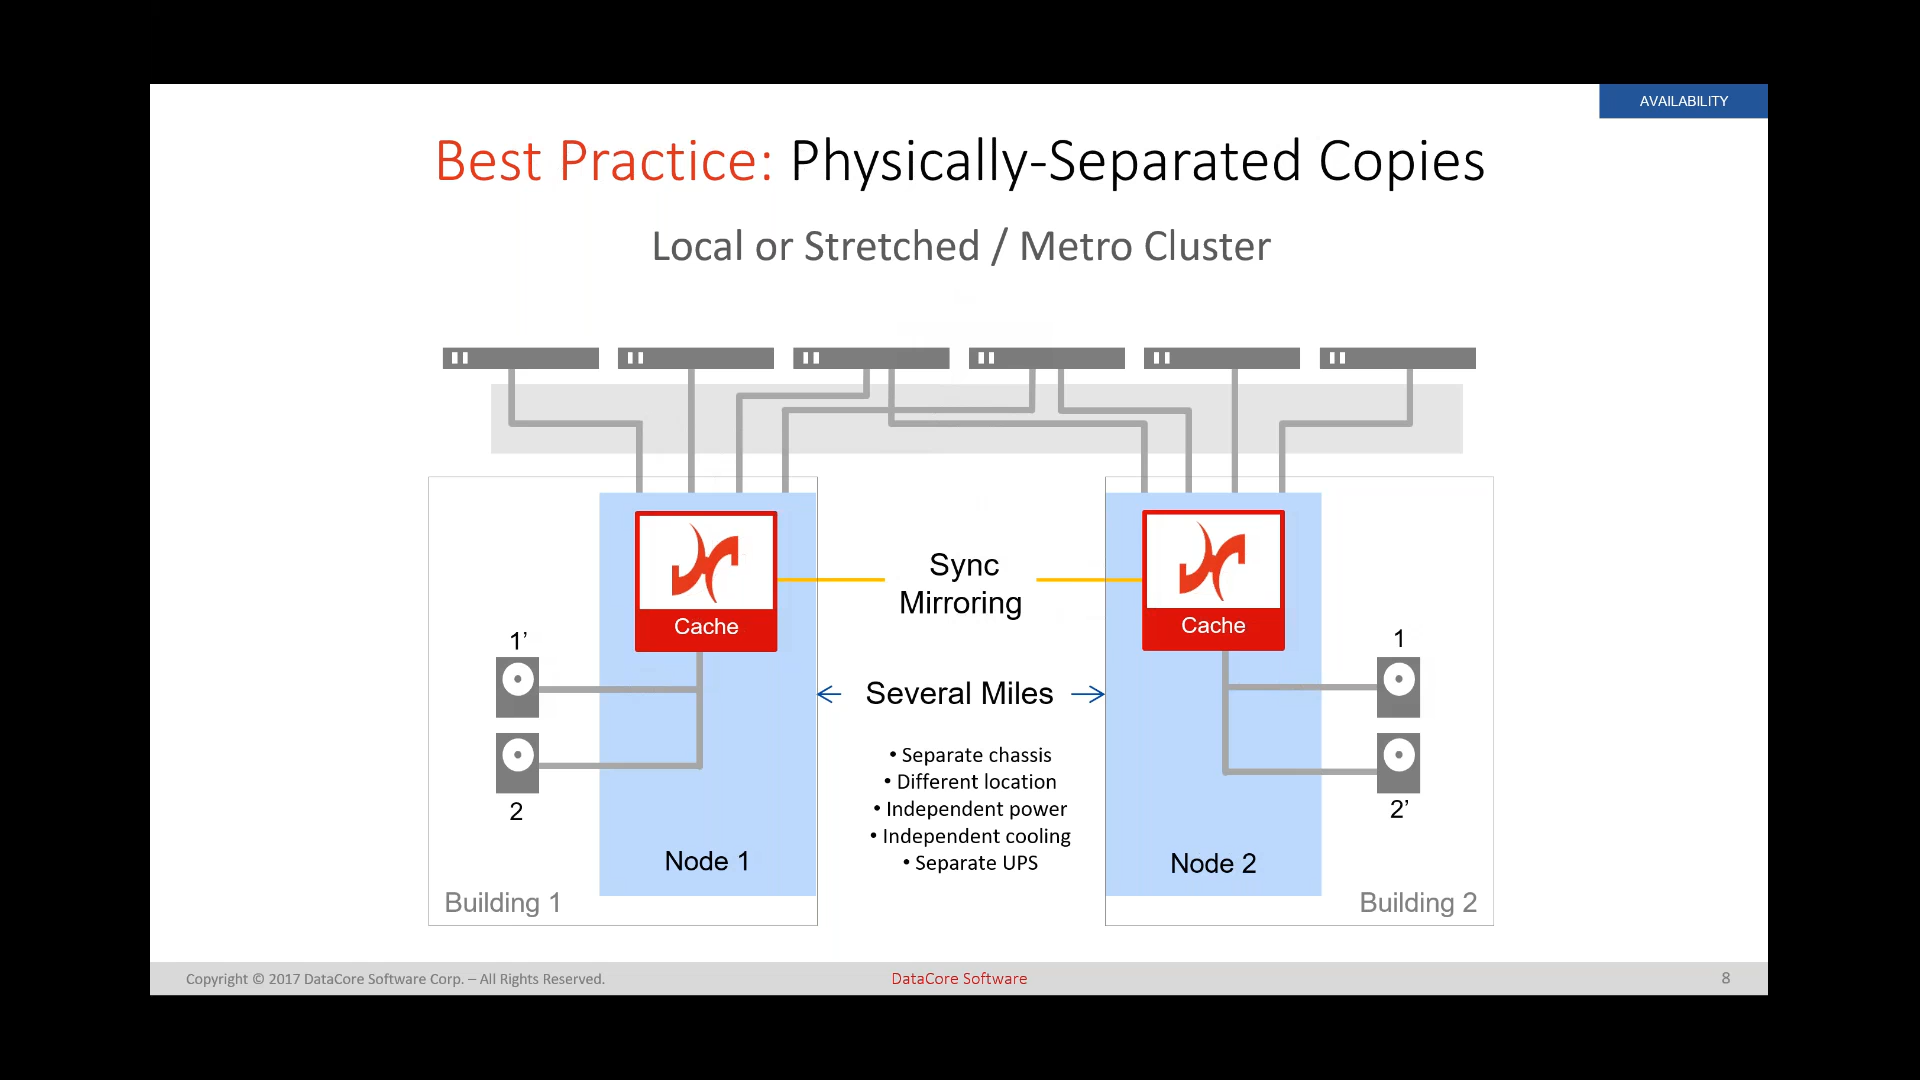 AVAILABILITY
Best Practice: Physically-Separated Copies
Local or Stretched / Metro Cluster
Sync
Mirroring
Cache
Cache
1’
1
Several Miles
• Separate chassis
• Different location
• Independent power
• Independent cooling
• Separate UPS
2
2’
Node 1
Node 2
Building 1
Building 2
Copyright © 2017 DataCore Software Corp. – All Rights Reserved.
DataCore Software
8